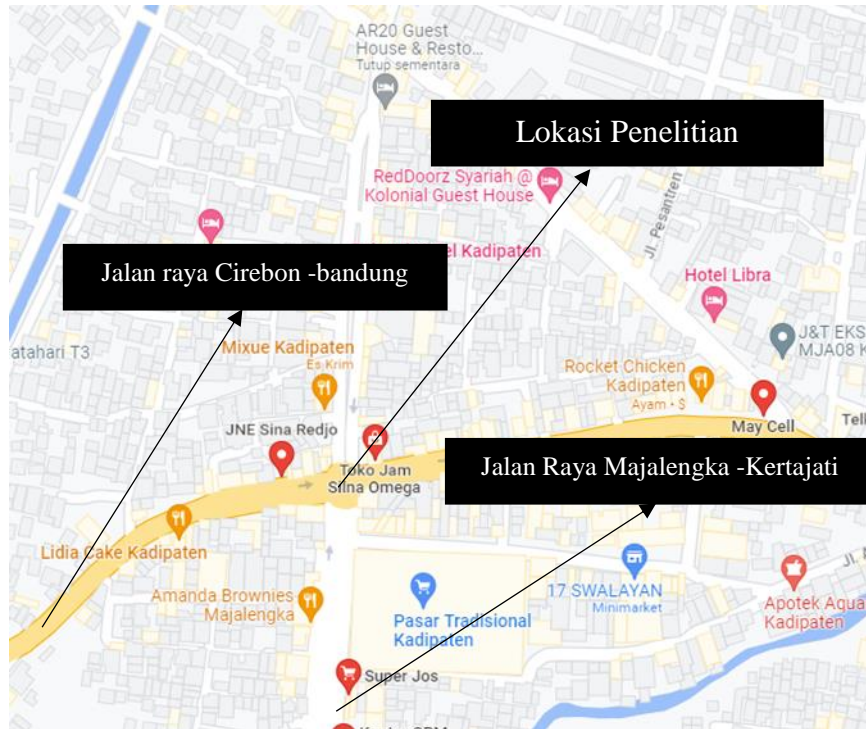 AR20 Guest
House & Resto...
Tutup sementara
Lokasi Penelitian
RedDoorz Syariah @
Kolonial Guest House
Jl. Pesantren
Jalan raya Cirebon -bandung
el Kadipaten
Hotel Libra
atahari T3
Mixue Kadipaten
Es Krim
J&T EKS
MJA08 K
Rocket Chicken
Kadipaten
Ayam • $
JNE Sina Redjo
May Cell
Tell
Toko Jam
Silna Omega
Jalan Raya Majalengka -Kertajati
Lidia Cake Kadipaten
Amanda Brownies
Majalengka
17 SWALAYAN
Minimarket
Jl.
Pasar Tradisional
Kadipaten
Apotek Aqua
Kadipaten
Super Jos